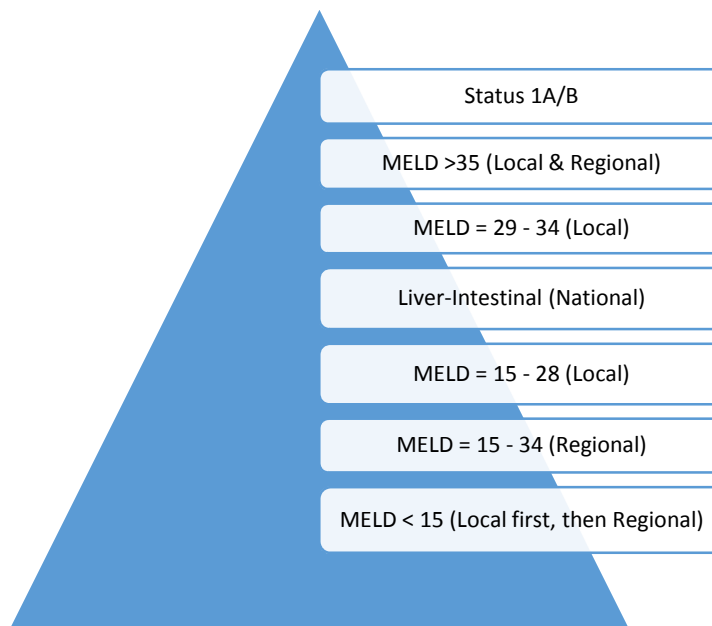 Status 1A/B
MELD >35 (Local & Regional)
MELD = 29 - 34 (Local)
Liver-Intestinal (National)
MELD = 15 - 28 (Local)
MELD = 15 - 34 (Regional)
MELD < 15 (Local first, then Regional)